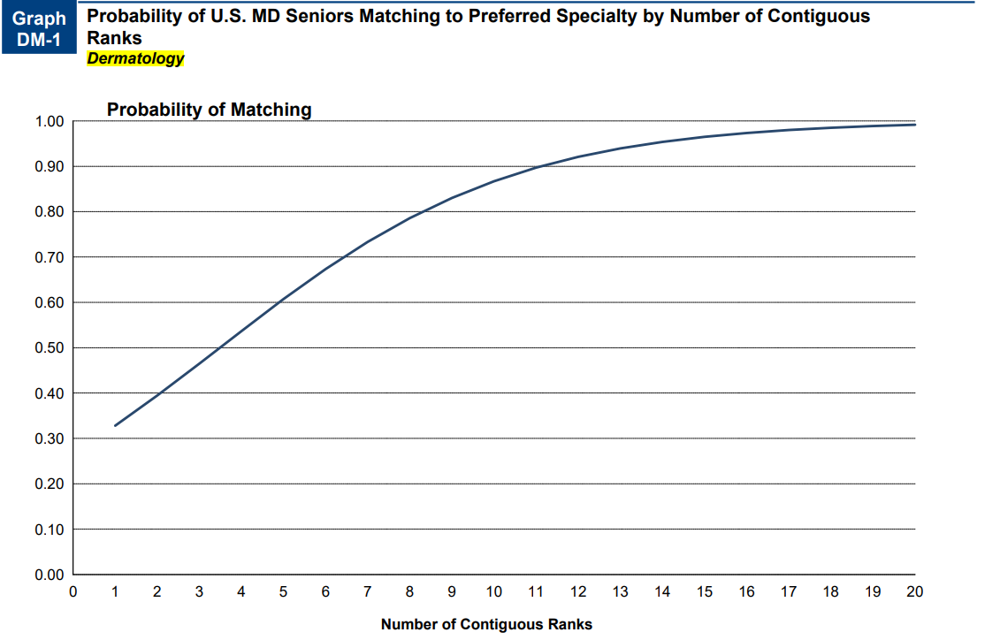 Graph
DM-1
Probability of U.S. MD Seniors Matching to Preferred Specialty by Number of Contiguous
Ranks
Dermatology
Probability of Matching
1.00
0.90
0.80
0.70
0.60
0.50
0.40
0.30
0.20
0.10
0.00
0 1 2 3 4 5 6 7 8 9 10 11 12 13 14 15 16 17 18 19 20
Number of Contiguous Ranks